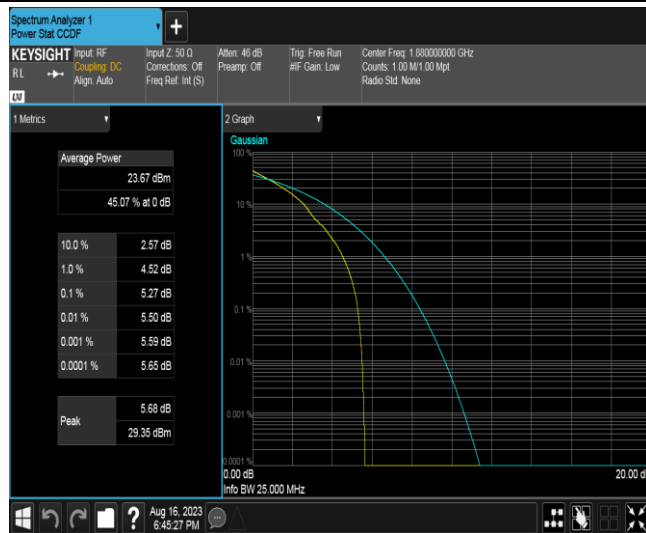 Spectrum Analyzer 1
Power Stat CCDF
+
KEYSIGHT
RL
LXI
Input: RF
Coupling: DC
Align: Auto
Input Z: 50 Ω
Corrections: Off
Freq Ref: Int (S)
Atten: 46 dB
Preamp: Off
Trig: Free Run
#IF Gain: Low
Center Freq: 1.880000000 GHz
Counts: 1.00 M/1.00 Mpt
Radio Std: None
1 Metrics
Average Power
23.67 dBm
45.07 % at 0 dB
10.0 % 2.57 dB
1.0 % 4.52 dB
0.1 % 5.27 dB
0.01 % 5.50 dB
0.001 % 5.59 dB
0.0001 % 5.65 dB
Peak
5.68 dB
29.35 dBm
2 Graph
Gaussian
100 %
10 %
1 %
0.1 %
0.01 %
0.001 %
0.0001 %
0.00 dB
20.00 d
Info BW 25.000 MHz
?
Aug 16, 2023
6:45:27 PM